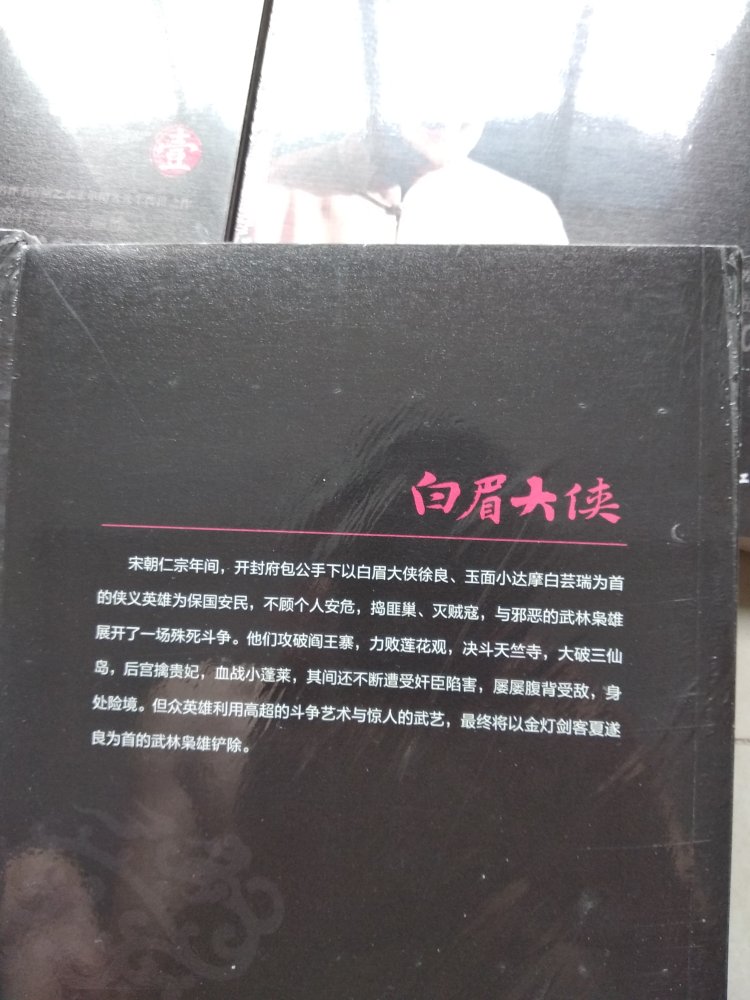 壹
白眉大侠
宋朝仁宗年间，开封府包公手下以白眉大侠徐良、玉面小达摩白芸瑞为首
的侠义英雄为保国安民，不顾个人安危，捣匪巢、灭贼寇，与邪恶的武林枭雄
展开了一场殊死斗争。他们攻破阎王寨，力败莲花观，决斗天竺寺，大破三仙
岛，后宫擒贵妃，血战小蓬莱，其间还不断遭受奸臣陷害，屡屡腹背受敌，身
处险境。但众英雄利用高超的斗争艺术与惊人的武艺，最终将以金灯剑客夏遂
良为首的武林枭雄铲除。